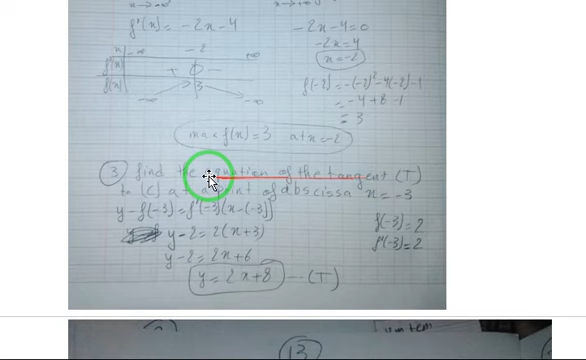 f'(x) = -2x-4
-2x-4=0
-2x=4
x=-2
x -∞ -2 +∞
f'(x) + 0 -
f(x) -∞ 3 -∞
f(-2)=-(-2)²-4(-2)-1
= -4+8-1
= 3
max f(x) = 3 at x=-2
③ find the equation of the tangent (T)
to (C) at a point of abscissa x=-3
y-f(-3)=f'(-3)(x-(-3))
f(-3)=2
y-2=2(x+3)
f'(-3)=2
y-2=2x+6
y=2x+8 ...(T)
13